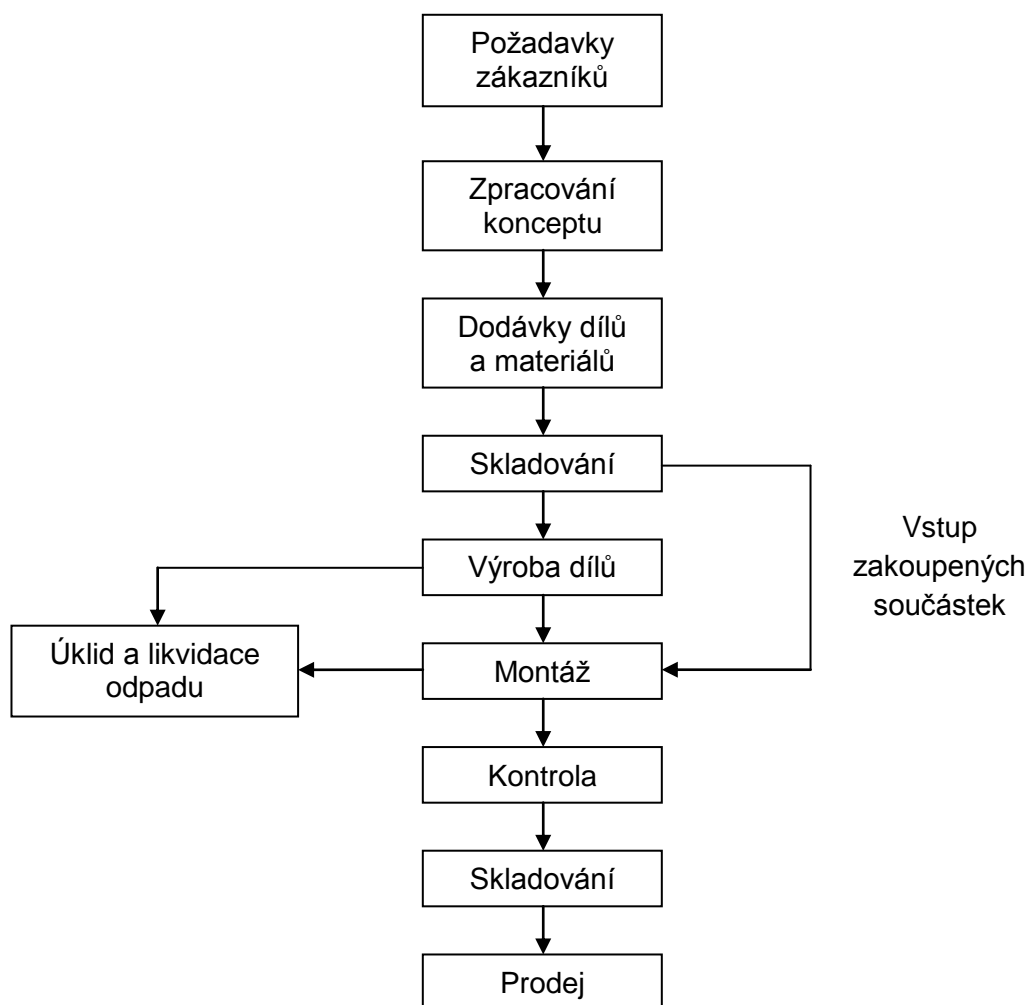 Požadavky
zákazníků
Zpracování
konceptu
Dodávky dílů
a materiálů
Skladování
Vstup
zakoupených
součástek
Výroba dílů
Úklid a likvidace
odpadu
Montáž
Kontrola
Skladování
Prodej